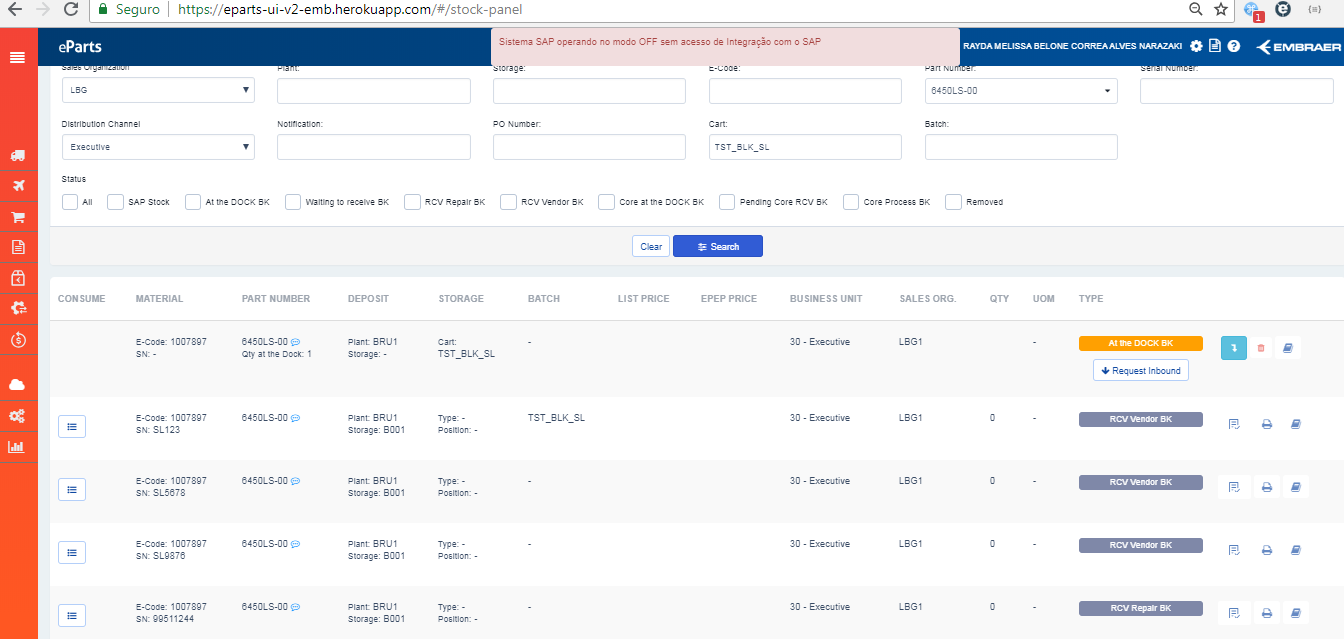 Seguro https://eparts-ui-v2-emb.herokuapp.com/#/stock-panel
1
eParts
Sistema SAP operando no modo OFF sem acesso de Integração com o SAP
RAYDA MELISSA BELONE CORREA ALVES NARAZAKI
EMBRAER
Sales Organization Plant: Storage: E-Code: Part Number: Serial Number:
LBG 6450LS-00
Distribution Channel Notification: PO Number: Cart: Batch:
Executive TST_BLK_SL
Status
All SAP Stock At the DOCK BK Waiting to receive BK RCV Repair BK RCV Vendor BK Core at the DOCK BK Pending Core RCV BK Core Process BK Removed
Clear Search
CONSUME MATERIAL PART NUMBER DEPOSIT STORAGE BATCH LIST PRICE EPEP PRICE BUSINESS UNIT SALES ORG. QTY UOM TYPE
E-Code: 1007897 6450LS-00 Plant: BRU1 Cart: - 30 - Executive LBG1 - At the DOCK BK
SN: - Qty at the Dock: 1 Storage: - TST_BLK_SL
Request Inbound
E-Code: 1007897 6450LS-00 Plant: BRU1 Type: - TST_BLK_SL 30 - Executive LBG1 0 - RCV Vendor BK
SN: SL123 Storage: B001 Position: -
E-Code: 1007897 6450LS-00 Plant: BRU1 Type: - - 30 - Executive LBG1 0 - RCV Vendor BK
SN: SL5678 Storage: B001 Position: -
E-Code: 1007897 6450LS-00 Plant: BRU1 Type: - - 30 - Executive LBG1 0 - RCV Vendor BK
SN: SL9876 Storage: B001 Position: -
E-Code: 1007897 6450LS-00 Plant: BRU1 Type: - - 30 - Executive LBG1 0 - RCV Repair BK
SN: 99511244 Storage: B001 Position: -